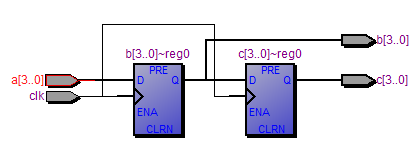 b[3..0]~reg0 c[3..0]~reg0
PRE PRE b[3..0]
a[3..0] D Q D Q c[3..0]
clk
ENA ENA
CLRN CLRN